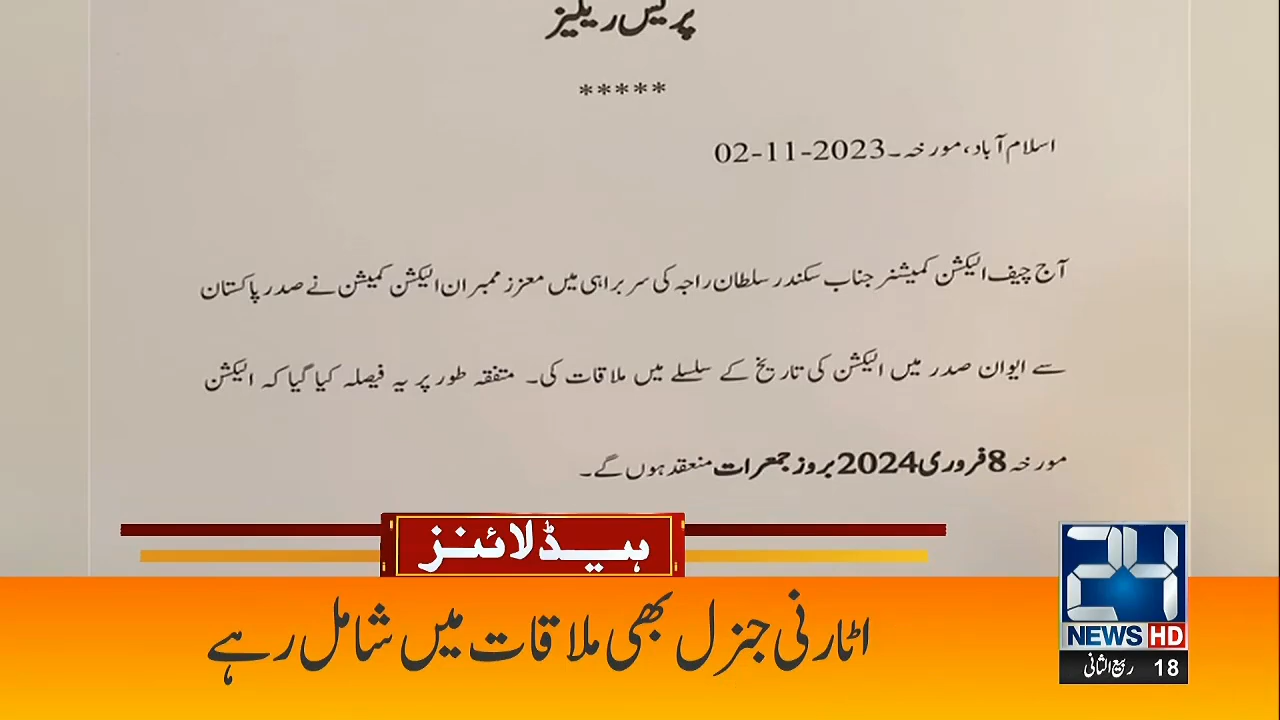 پریس ریلیز
*****
اسلام آباد، مورخہ۔02-11-2023
آج چیف الیکشن کمیشنر جناب سکندر سلطان راجہ کی سربراہی میں معزز ممبران الیکشن کمیشن نے صدر پاکستان
سے ایوان صدر میں الیکشن کی تاریخ کے سلسلے میں ملاقات کی۔ متفقہ طور پر یہ فیصلہ کیا گیا کہ الیکشن
مورخہ 8 فروری 2024 بروز جمعرات منعقد ہوں گے۔
ہیڈلائنز
اٹارنی جنرل بھی ملاقات میں شامل رہے
24
NEWS HD
18 ربیع الثانی